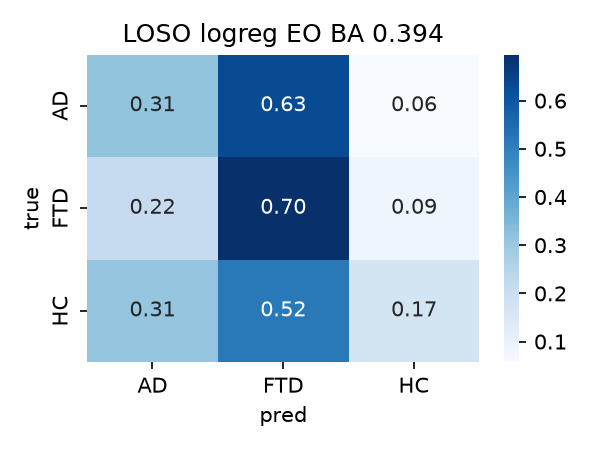 LOSO logreg EO BA 0.394
true
AD 0.31 0.63 0.06
FTD 0.22 0.70 0.09
HC 0.31 0.52 0.17
AD FTD HC
pred
0.6
0.5
0.4
0.3
0.2
0.1